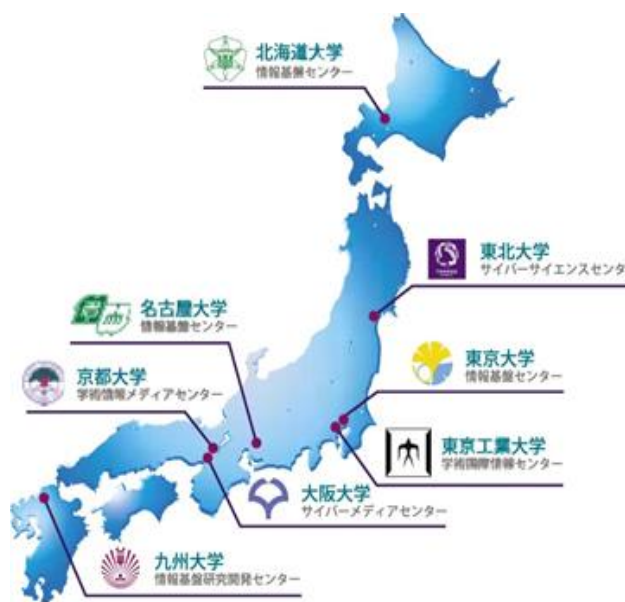 北海道大学
情報基盤センター
東北大学
サイバーサイエンスセンタ
名古屋大学
情報基盤センター
東京大学
情報基盤センター
京都大学
学術情報メディアセンター
東京工業大学
学術国際情報センター
大阪大学
サイバーメディアセンター
九州大学
情報基盤研究開発センター